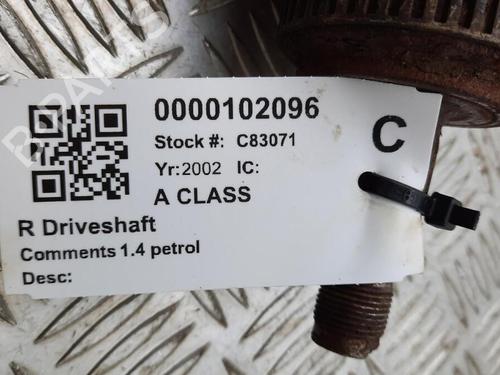 0000102096
Stock #: C83071
C
Yr:2002 IC:
A CLASS
R Driveshaft
Comments 1.4 petrol
Desc: